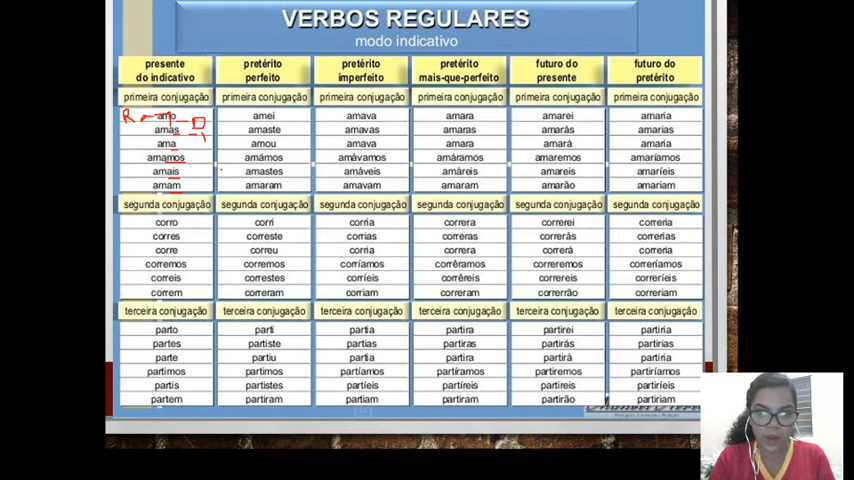 VERBOS REGULARES
modo indicativo
presente do indicativo pretérito perfeito pretérito imperfeito pretérito mais-que-perfeito futuro do presente futuro do pretérito
primeira conjugação primeira conjugação primeira conjugação primeira conjugação primeira conjugação primeira conjugação
R amo amei amava amara amarei amaria
amas amaste amavas amaras amarás amarias
ama amou amava amara amará amaria
amamos amámos amávamos amáramos amaremos amaríamos
amais amastes amáveis amáreis amareis amaríeis
amam amaram amavam amaram amarão amariam
segunda conjugação segunda conjugação segunda conjugação segunda conjugação segunda conjugação segunda conjugação
corro corri corria correra correrei correria
corres correste corrias correras correrás correrias
corre correu corria correra correrá correria
corremos corremos corríamos corrêramos correremos correríamos
correis correstes corríeis corrêreis correreis correríeis
correm correram corriam correram correrão correriam
terceira conjugação terceira conjugação terceira conjugação terceira conjugação terceira conjugação terceira conjugação
parto parti partia partira partirei partiria
partes partiste partias partiras partirás partirias
parte partiu partia partira partirá partiria
partimos partimos partíamos partíramos partiremos partiríamos
partis partistes partíeis partíreis partireis partiríeis
partem partiram partiam partiram partirão partiriam